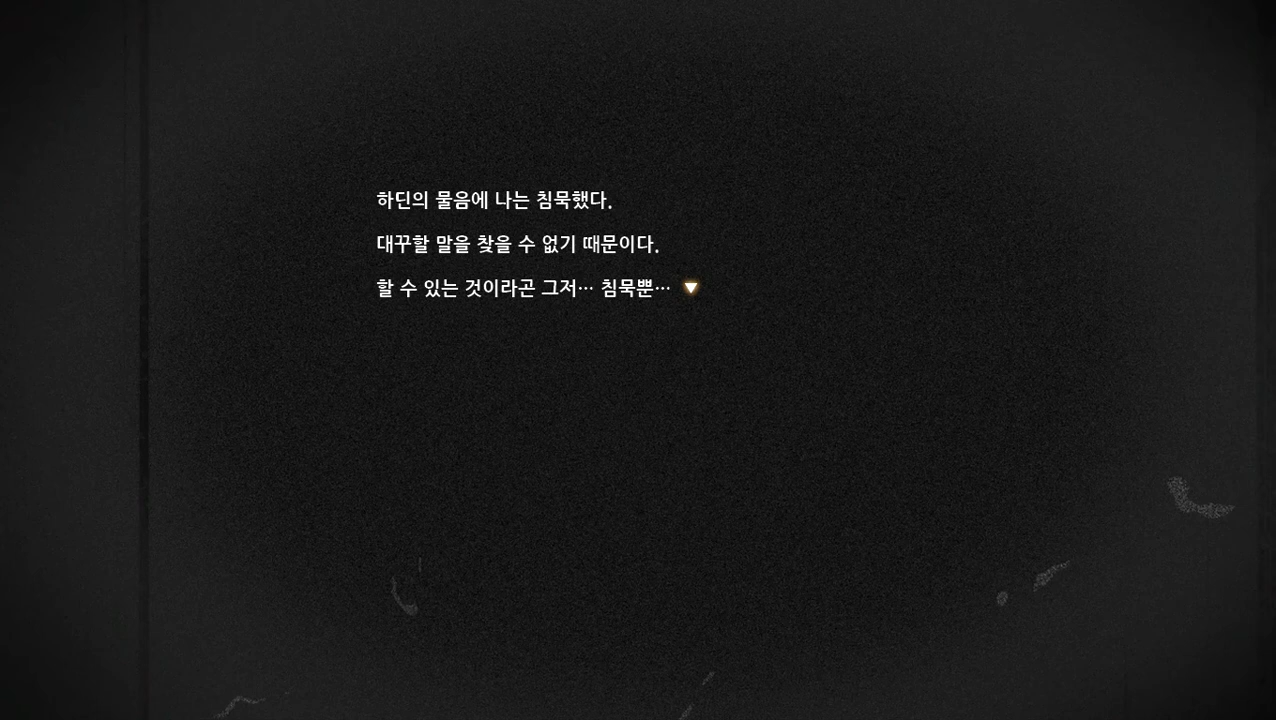 하딘의 물음에 나는 침묵했다.
대꾸할 말을 찾을 수 없기 때문이다.
할 수 있는 것이라곤 그저… 침묵뿐…